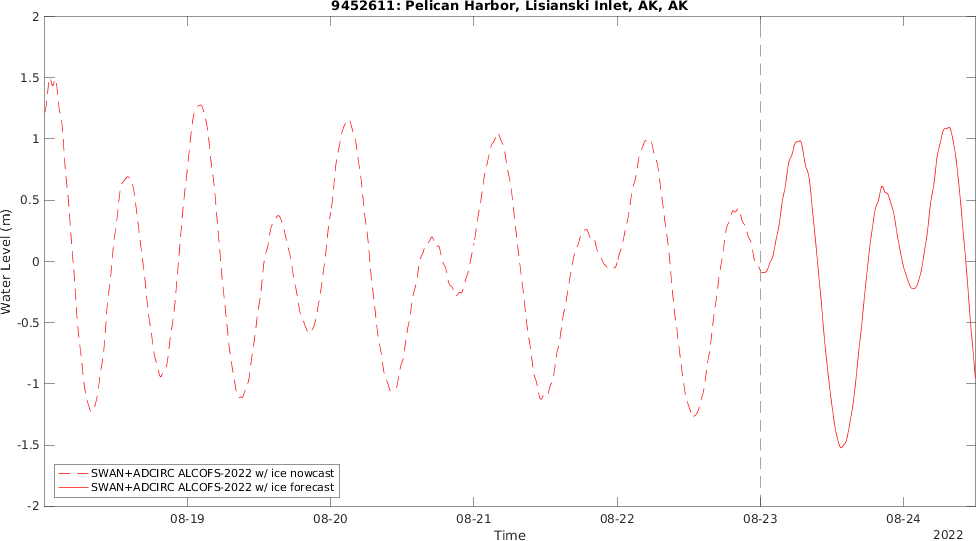 9452611: Pelican Harbor, Lisianski Inlet, AK, AK
Water Level (m)
2
1.5
1
0.5
0
-0.5
-1
-1.5
-2
SWAN+ADCIRC ALCOFS-2022 w/ ice nowcast
SWAN+ADCIRC ALCOFS-2022 w/ ice forecast
08-19 08-20 08-21 08-22 08-23 08-24
Time
2022